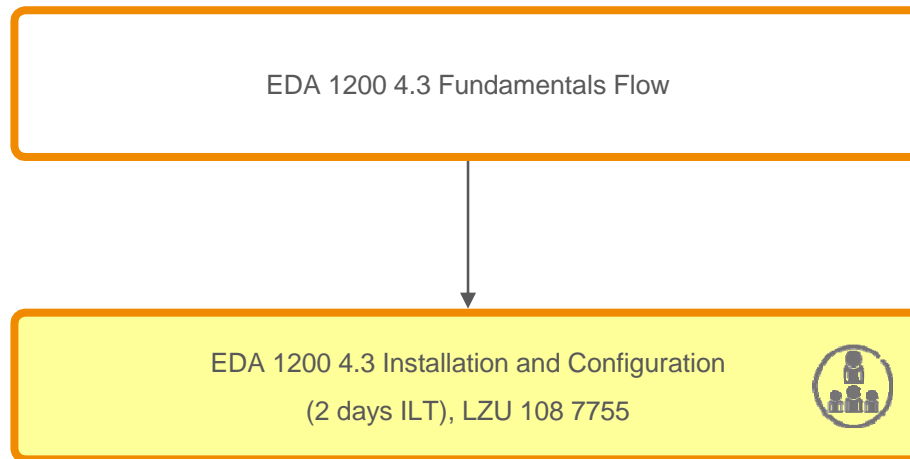 EDA 1200 4.3 Fundamentals Flow
EDA 1200 4.3 Installation and Configuration
(2 days ILT), LZU 108 7755